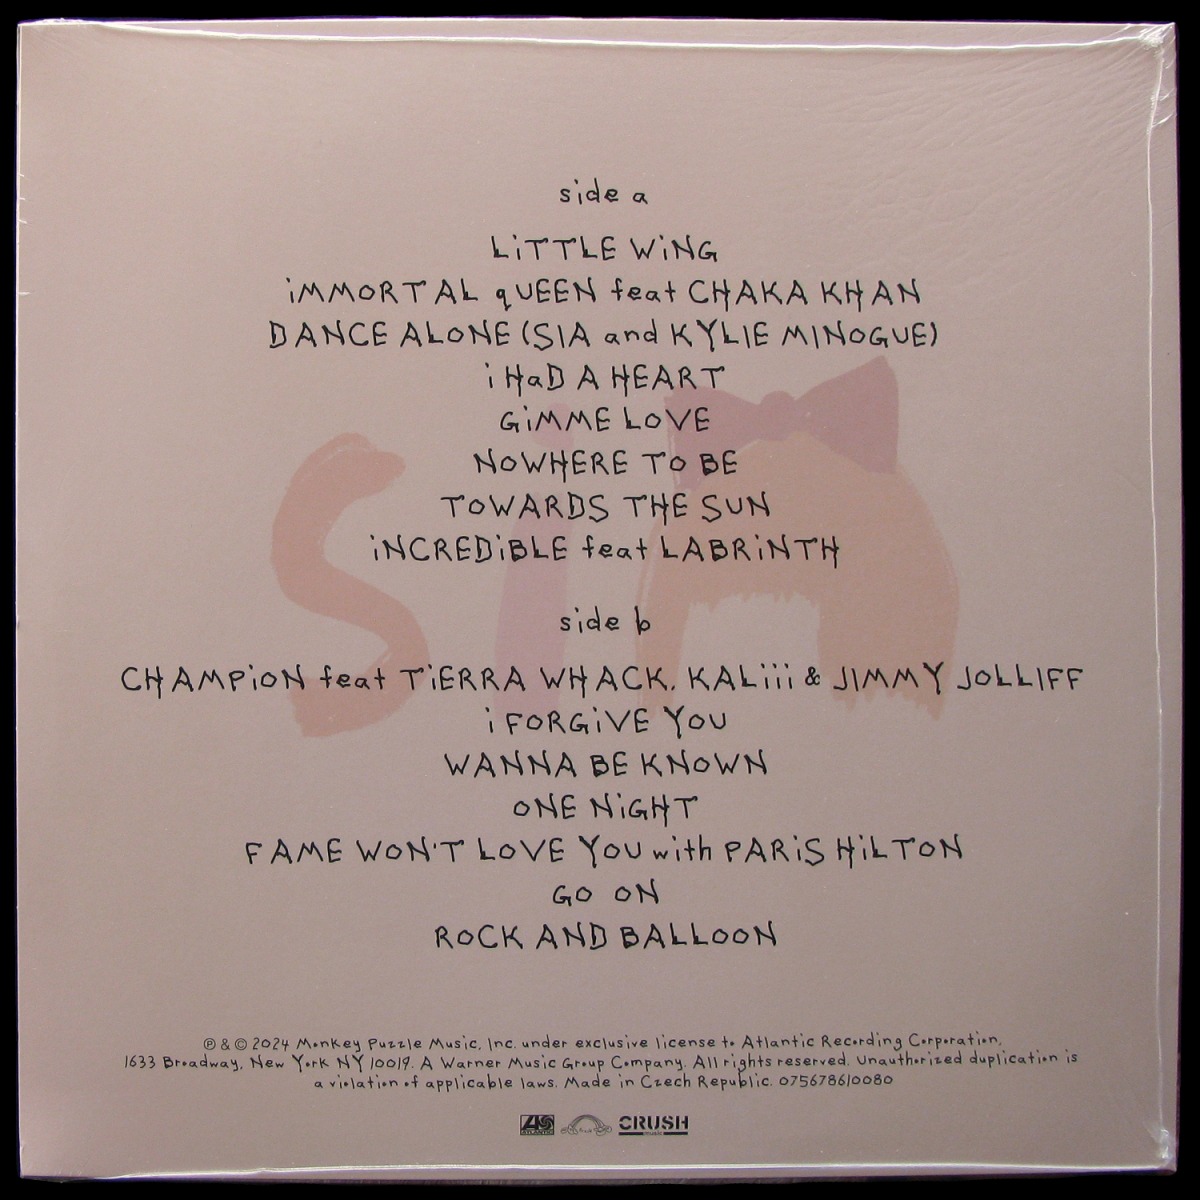 side a
LiTTLE WiNG
iMMORTAL qUEEN feat CHAKA KHAN
DANCE ALONE (SIA and KYLIE MINOGUE)
i HaD A HEART
GiMME LOVE
NOWHERE TO BE
TOWARDS THE SUN
iNCREDiBLE feat LABRiNTH
sia
side b
CHAMPiON feat TiERRA WHACK, KALiii & JIMMY JOLLIFF
i FORGiVE YOU
WANNA BE KNOWN
ONE NiGHT
FAME WON'T LOVE YOU with PARiS HiLTON
GO ON
ROCK AND BALLOON
℗ & © 2024 Monkey Puzzle Music, Inc. under exclusive license to Atlantic Recording Corporation,
1633 Broadway, New York NY 10019. A Warner Music Group Company. All rights reserved. Unauthorized duplication is
a violation of applicable laws. Made in Czech Republic. 075678610080
ATLANTIC
CRUSH